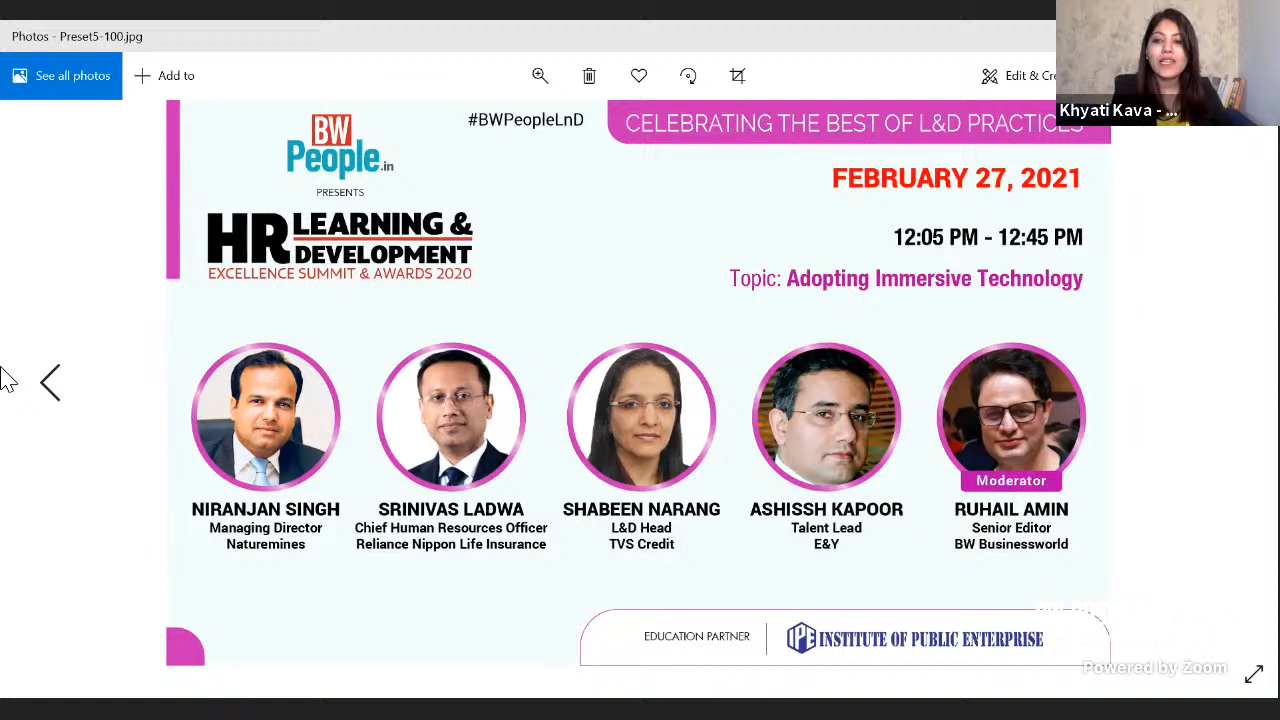 Photos - Preset5-100.jpg
See all photos
Add to
Edit & Cre
Khyati Kava - ...
BW
People.in
PRESENTS
HR LEARNING &
DEVELOPMENT
EXCELLENCE SUMMIT & AWARDS 2020
#BWPeopleLnD
CELEBRATING THE BEST OF L&D PRACTICES
FEBRUARY 27, 2021
12:05 PM - 12:45 PM
Topic: Adopting Immersive Technology
NIRANJAN SINGH
Managing Director
Naturemines
SRINIVAS LADWA
Chief Human Resources Officer
Reliance Nippon Life Insurance
SHABEEN NARANG
L&D Head
TVS Credit
ASHISSH KAPOOR
Talent Lead
E&Y
Moderator
RUHAIL AMIN
Senior Editor
BW Businessworld
EDUCATION PARTNER
IPE INSTITUTE OF PUBLIC ENTERPRISE
Powered by Zoom